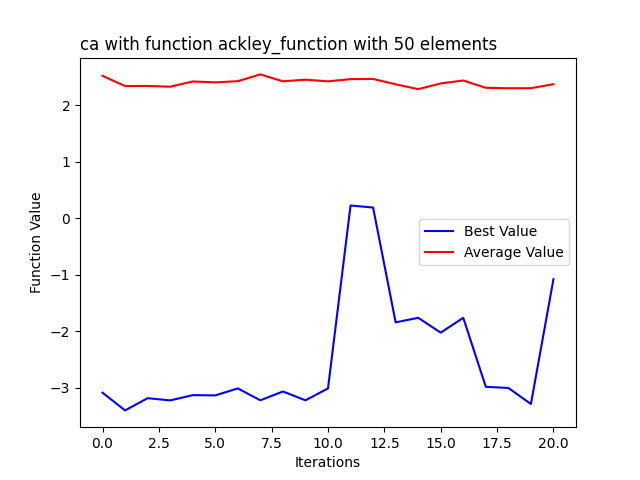 ca with function ackley_function with 50 elements
Function Value
2
1
0
−1
−2
−3
Best Value
Average Value
0.0 2.5 5.0 7.5 10.0 12.5 15.0 17.5 20.0
Iterations